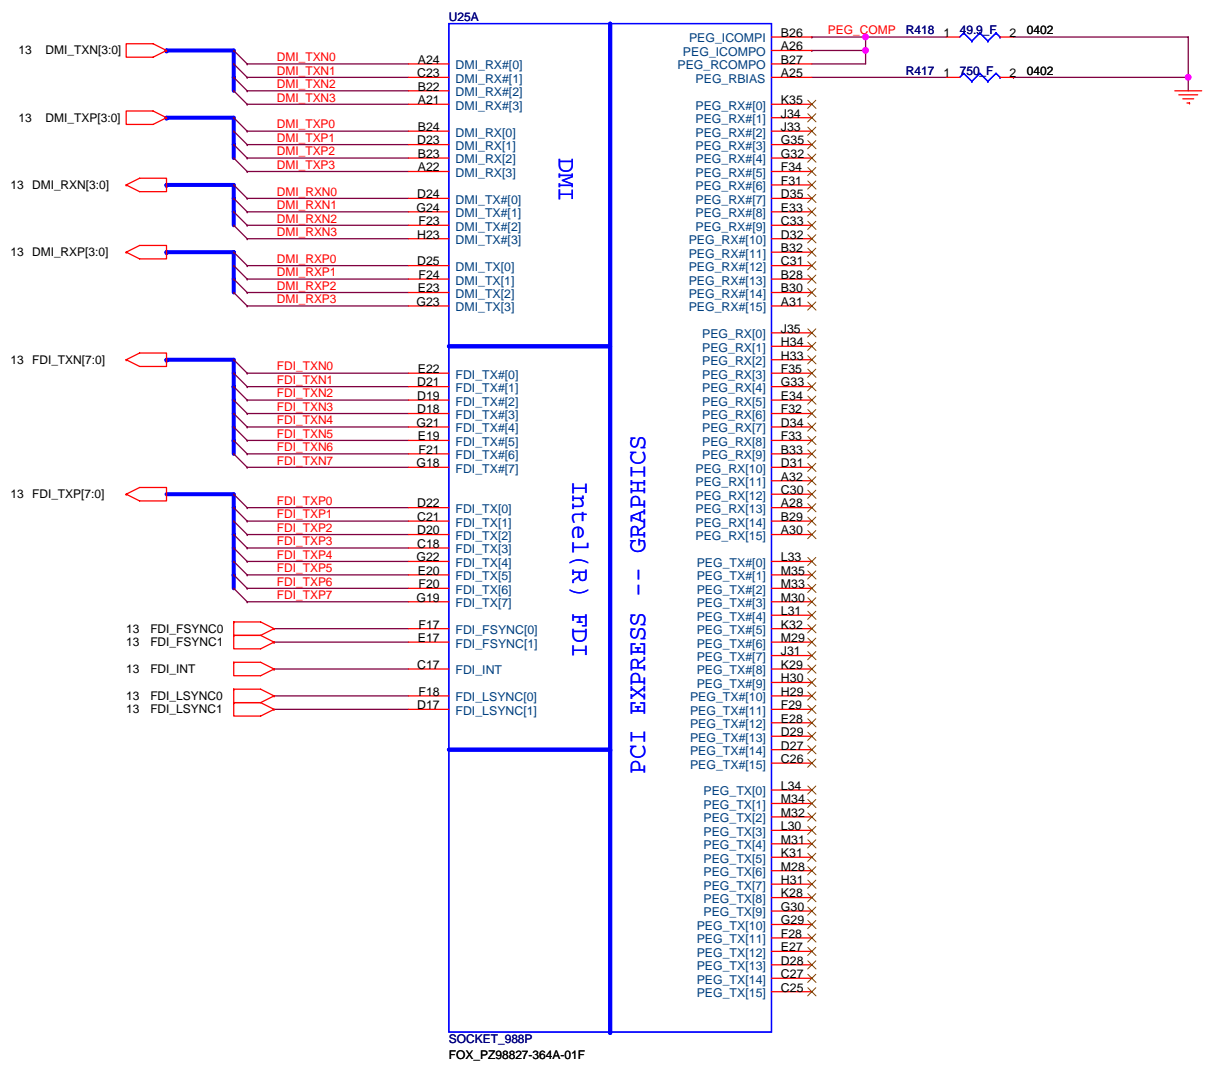 U25A
13 DMI_TXN[3:0]
DMI_TXN0 A24 DMI_RX#[0]
DMI_TXN1 C23 DMI_RX#[1]
DMI_TXN2 B22 DMI_RX#[2]
DMI_TXN3 A21 DMI_RX#[3]
13 DMI_TXP[3:0]
DMI_TXP0 B24 DMI_RX[0]
DMI_TXP1 D23 DMI_RX[1]
DMI_TXP2 B23 DMI_RX[2]
DMI_TXP3 A22 DMI_RX[3]
13 DMI_RXN[3:0]
DMI_RXN0 D24 DMI_TX#[0]
DMI_RXN1 G24 DMI_TX#[1]
DMI_RXN2 F23 DMI_TX#[2]
DMI_RXN3 H23 DMI_TX#[3]
13 DMI_RXP[3:0]
DMI_RXP0 D25 DMI_TX[0]
DMI_RXP1 F24 DMI_TX[1]
DMI_RXP2 E23 DMI_TX[2]
DMI_RXP3 G23 DMI_TX[3]
DMI
13 FDI_TXN[7:0]
FDI_TXN0 E22 FDI_TX#[0]
FDI_TXN1 D21 FDI_TX#[1]
FDI_TXN2 D19 FDI_TX#[2]
FDI_TXN3 D18 FDI_TX#[3]
FDI_TXN4 G21 FDI_TX#[4]
FDI_TXN5 E19 FDI_TX#[5]
FDI_TXN6 F21 FDI_TX#[6]
FDI_TXN7 G18 FDI_TX#[7]
13 FDI_TXP[7:0]
FDI_TXP0 D22 FDI_TX[0]
FDI_TXP1 C21 FDI_TX[1]
FDI_TXP2 D20 FDI_TX[2]
FDI_TXP3 C18 FDI_TX[3]
FDI_TXP4 G22 FDI_TX[4]
FDI_TXP5 E20 FDI_TX[5]
FDI_TXP6 F20 FDI_TX[6]
FDI_TXP7 G19 FDI_TX[7]
13 FDI_FSYNC0 F17 FDI_FSYNC[0]
13 FDI_FSYNC1 E17 FDI_FSYNC[1]
13 FDI_INT C17 FDI_INT
13 FDI_LSYNC0 F18 FDI_LSYNC[0]
13 FDI_LSYNC1 D17 FDI_LSYNC[1]
Intel(R) FDI
PCI EXPRESS -- GRAPHICS
PEG_ICOMPI B26 PEG_COMP R418 1 49.9_F 2 0402
PEG_ICOMPO A26
PEG_RCOMPO B27
PEG_RBIAS A25 R417 1 750_F 2 0402
PEG_RX#[0] K35
PEG_RX#[1] J34
PEG_RX#[2] J33
PEG_RX#[3] G35
PEG_RX#[4] G32
PEG_RX#[5] F34
PEG_RX#[6] F31
PEG_RX#[7] D35
PEG_RX#[8] E33
PEG_RX#[9] C33
PEG_RX#[10] D32
PEG_RX#[11] B32
PEG_RX#[12] C31
PEG_RX#[13] B28
PEG_RX#[14] B30
PEG_RX#[15] A31
PEG_RX[0] J35
PEG_RX[1] H34
PEG_RX[2] H33
PEG_RX[3] F35
PEG_RX[4] G33
PEG_RX[5] E34
PEG_RX[6] F32
PEG_RX[7] D34
PEG_RX[8] F33
PEG_RX[9] B33
PEG_RX[10] D31
PEG_RX[11] A32
PEG_RX[12] C30
PEG_RX[13] A28
PEG_RX[14] B29
PEG_RX[15] A30
PEG_TX#[0] L33
PEG_TX#[1] M35
PEG_TX#[2] M33
PEG_TX#[3] M30
PEG_TX#[4] L31
PEG_TX#[5] K32
PEG_TX#[6] M29
PEG_TX#[7] J31
PEG_TX#[8] K29
PEG_TX#[9] H30
PEG_TX#[10] H29
PEG_TX#[11] F29
PEG_TX#[12] E28
PEG_TX#[13] D29
PEG_TX#[14] D27
PEG_TX#[15] C26
PEG_TX[0] L34
PEG_TX[1] M34
PEG_TX[2] M32
PEG_TX[3] L30
PEG_TX[4] M31
PEG_TX[5] K31
PEG_TX[6] M28
PEG_TX[7] H31
PEG_TX[8] K28
PEG_TX[9] G30
PEG_TX[10] G29
PEG_TX[11] F28
PEG_TX[12] E27
PEG_TX[13] D28
PEG_TX[14] C27
PEG_TX[15] C25
SOCKET_988P
FOX_PZ98827-364A-01F